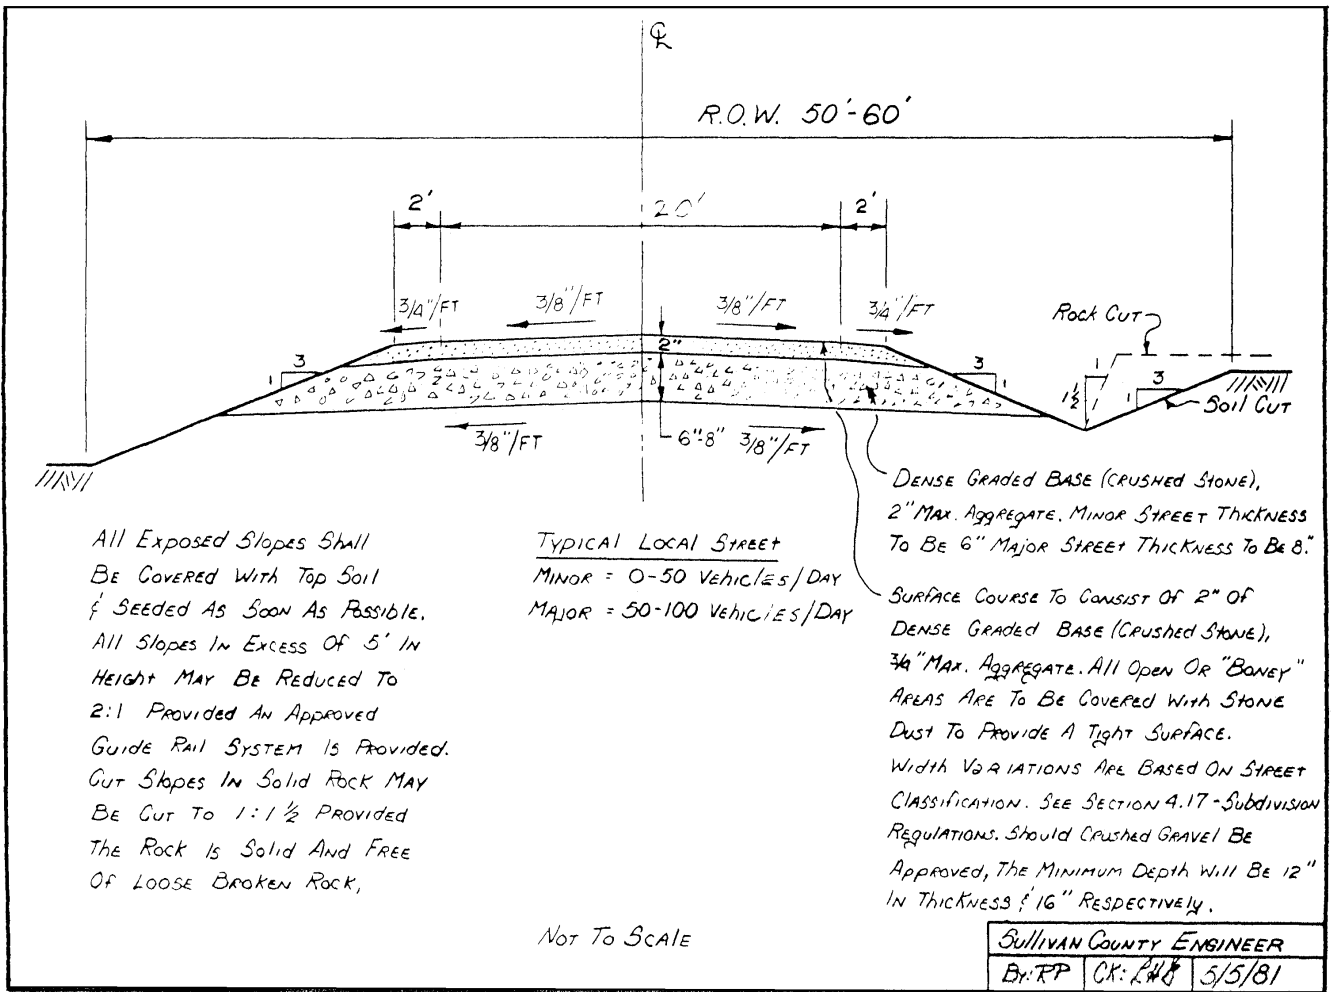 ℄
R.O.W. 50'-60'
2'
20'
2'
3/4"/FT
3/8"/FT
3/8"/FT
3/4"/FT
Rock Cut
2"
3
1
3
1
1
1½
3
1
Soil Cut
3/8"/FT
6"-8"
3/8"/FT
Dense Graded Base (Crushed Stone),
2" Max. Aggregate. Minor Street Thickness
To Be 6" Major Street Thickness To Be 8."
All Exposed Slopes Shall
Be Covered With Top Soil
& Seeded As Soon As Possible.
All Slopes In Excess Of 5' In
Height May Be Reduced To
2:1 Provided An Approved
Guide Rail System Is Provided.
Cut Slopes In Solid Rock May
Be Cut To 1:1½ Provided
The Rock Is Solid And Free
Of Loose Broken Rock,
Typical Local Street
Minor = 0-50 Vehicles/Day
Major = 50-100 Vehicles/Day
Surface Course To Consist Of 2" Of
Dense Graded Base (Crushed Stone),
3/4" Max. Aggregate. All Open Or "Boney"
Areas Are To Be Covered With Stone
Dust To Provide A Tight Surface.
Width Variations Are Based On Street
Classification. See Section 4.17-Subdivision
Regulations. Should Crushed Gravel Be
Approved, The Minimum Depth Will Be 12"
In Thickness & 16" Respectively.
Not To Scale
Sullivan County Engineer
By: RP
CK:
5/5/81